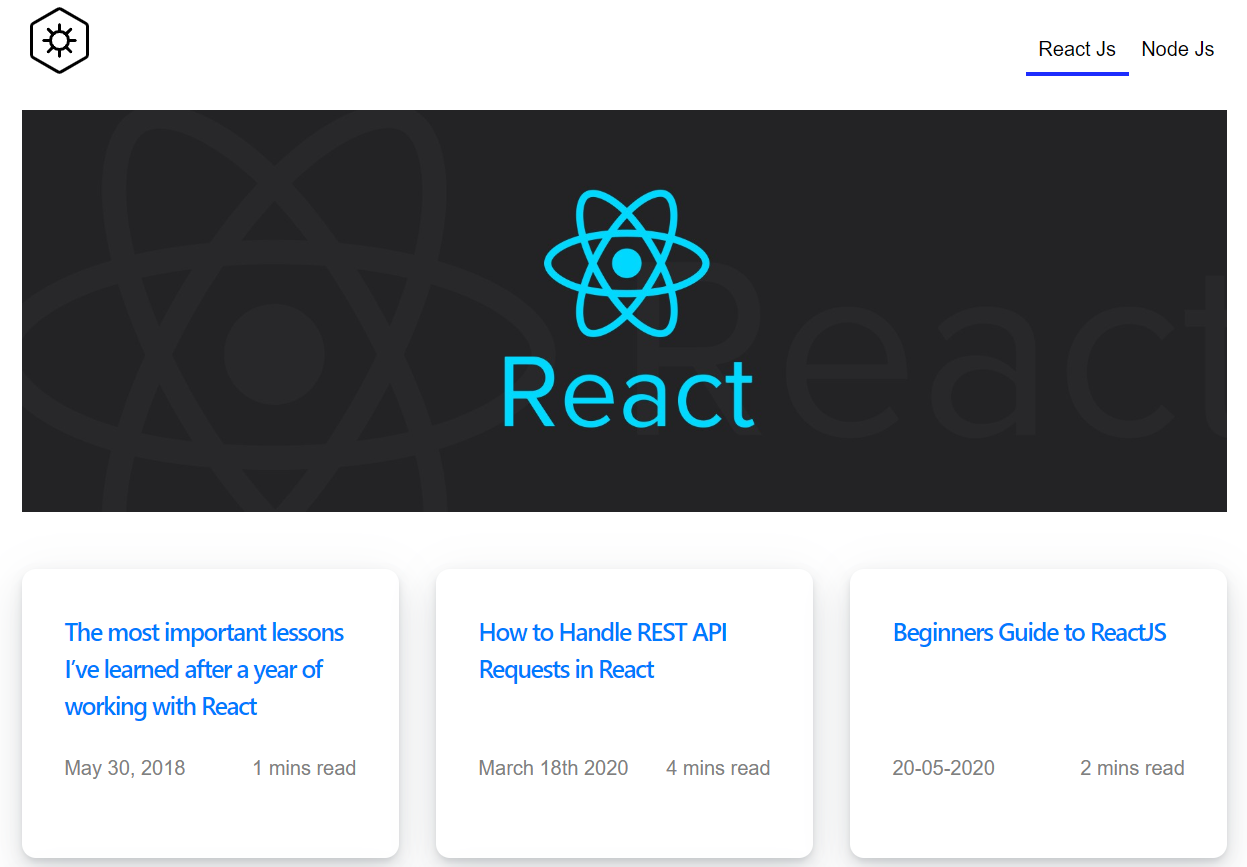 React Js Node Js
React
React
The most important lessons
I’ve learned after a year of
working with React
May 30, 2018 1 mins read
How to Handle REST API
Requests in React
March 18th 2020 4 mins read
Beginners Guide to ReactJS
20-05-2020 2 mins read